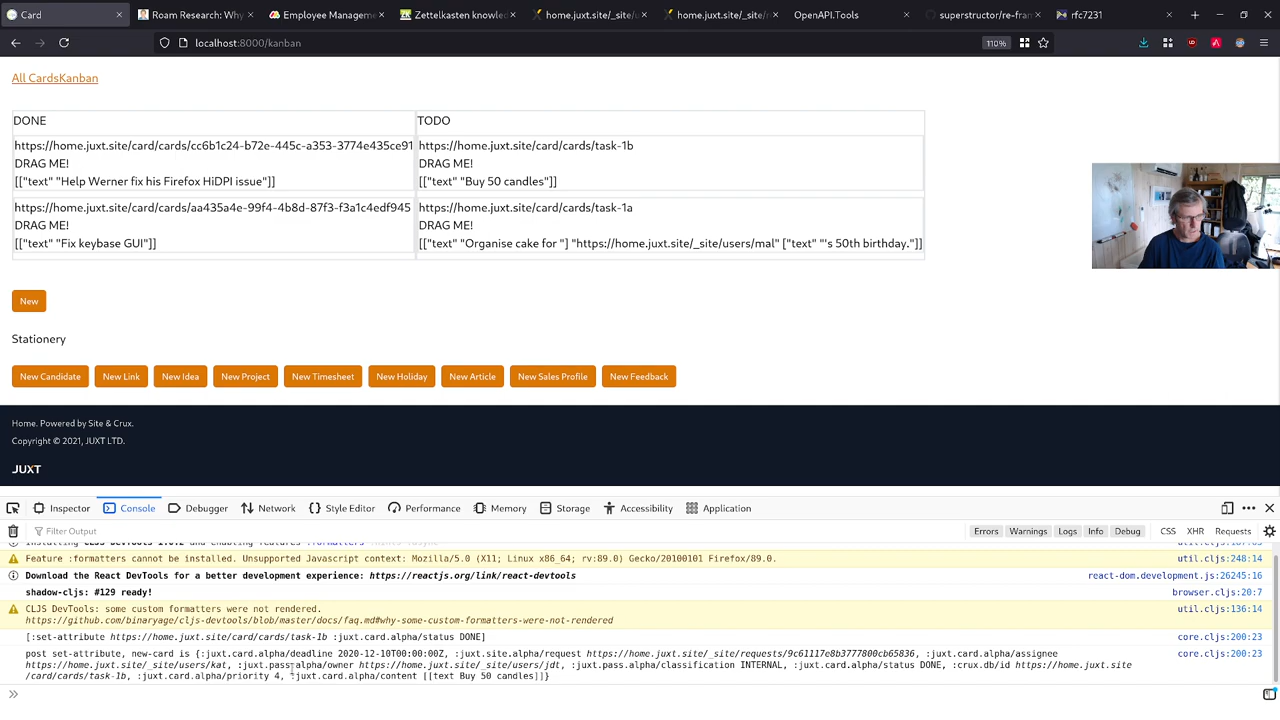 Card
Roam Research: Why
Employee Manageme
Zettelkasten knowled
home.juxt.site/_site/u
home.juxt.site/_site/r
OpenAPI.Tools
superstructor/re-fram
rfc7231
localhost:8000/kanban
110%
All CardsKanban
DONE
TODO
https://home.juxt.site/card/cards/cc6b1c24-b72e-445c-a353-3774e435ce91
https://home.juxt.site/card/cards/task-1b
DRAG ME!
DRAG ME!
[["text" "Help Werner fix his Firefox HiDPI issue"]]
[["text" "Buy 50 candles"]]
https://home.juxt.site/card/cards/aa435a4e-99f4-4b8d-87f3-f3a1c4edf945
https://home.juxt.site/card/cards/task-1a
DRAG ME!
DRAG ME!
[["text" "Fix keybase GUI"]]
[["text" "Organise cake for "] "https://home.juxt.site/_site/users/mal" ["text" "'s 50th birthday."]]
New
Stationery
New Candidate
New Link
New Idea
New Project
New Timesheet
New Holiday
New Article
New Sales Profile
New Feedback
Home. Powered by Site & Crux.
Copyright © 2021, JUXT LTD.
JUXT
Inspector
Console
Debugger
Network
Style Editor
Performance
Memory
Storage
Accessibility
Application
Filter Output
Errors
Warnings
Logs
Info
Debug
CSS
XHR
Requests
Feature :formatters cannot be installed. Unsupported Javascript context: Mozilla/5.0 (X11; Linux x86_64; rv:89.0) Gecko/20100101 Firefox/89.0.
util.cljs:248:14
Download the React DevTools for a better development experience: https://reactjs.org/link/react-devtools
react-dom.development.js:26245:16
shadow-cljs: #129 ready!
browser.cljs:20:7
CLJS DevTools: some custom formatters were not rendered.
util.cljs:136:14
https://github.com/binaryage/cljs-devtools/blob/master/docs/faq.md#why-some-custom-formatters-were-not-rendered
[:set-attribute https://home.juxt.site/card/cards/task-1b :juxt.card.alpha/status DONE]
core.cljs:200:23
post set-attribute, new-card is {:juxt.card.alpha/deadline 2020-12-10T00:00:00Z, :juxt.site.alpha/request https://home.juxt.site/_site/requests/9c61117e8b3777800cb65836, :juxt.card.alpha/assignee
core.cljs:200:23
https://home.juxt.site/_site/users/kat, :juxt.pass.alpha/owner https://home.juxt.site/_site/users/jdt, :juxt.pass.alpha/classification INTERNAL, :juxt.card.alpha/status DONE, :crux.db/id https://home.juxt.site
/card/cards/task-1b, :juxt.card.alpha/priority 4, :juxt.card.alpha/content [[text Buy 50 candles]]}